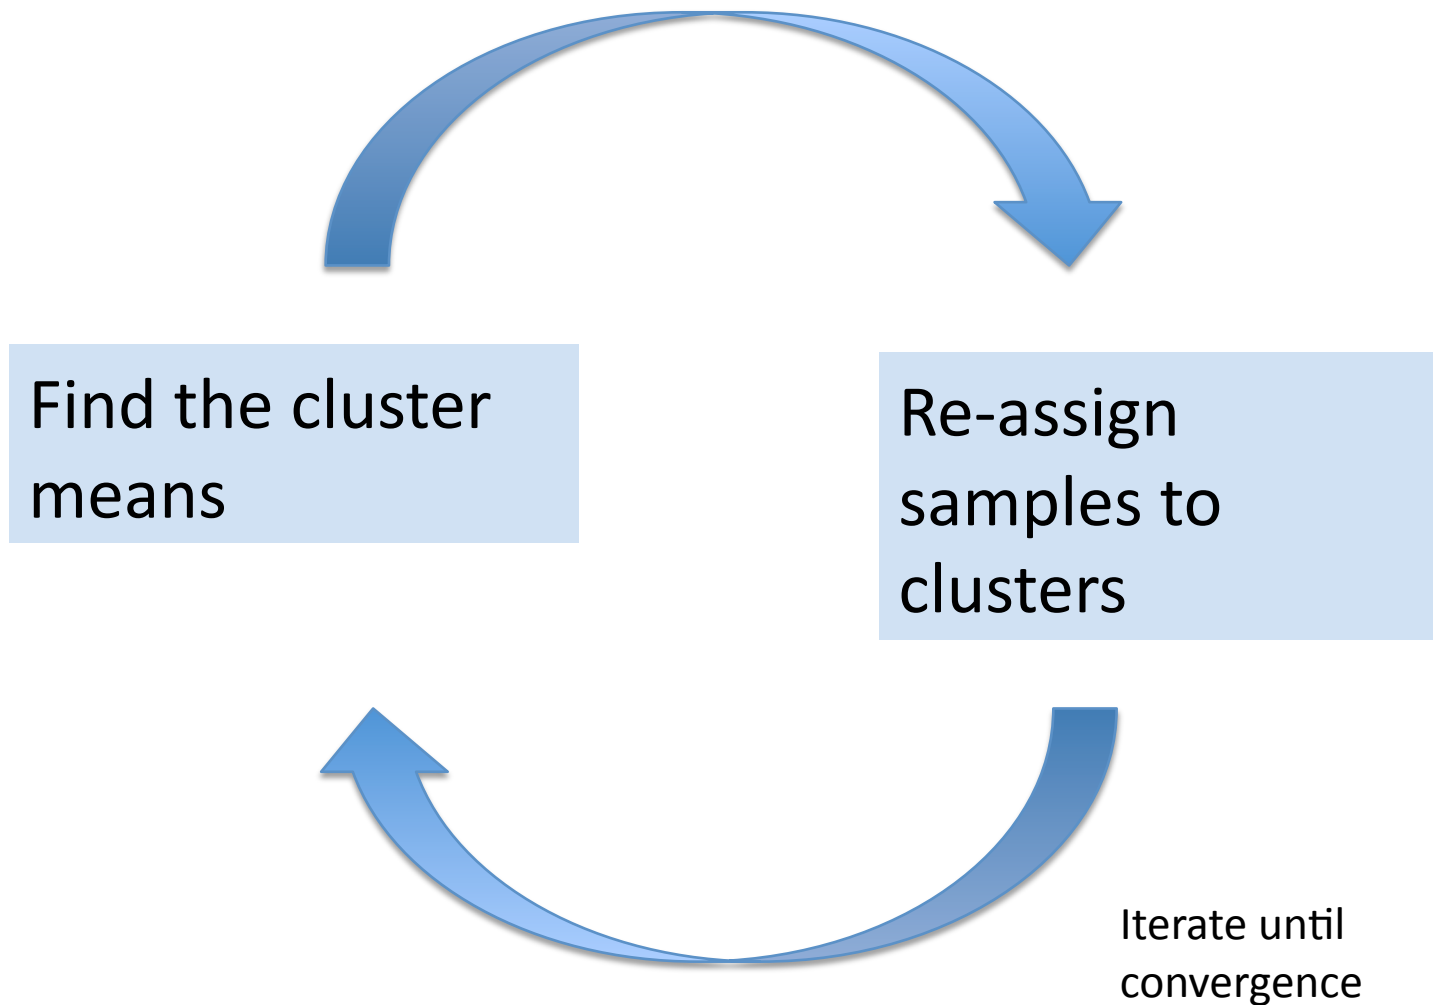 Find the cluster
means
Re-assign
samples to
clusters
Iterate until
convergence